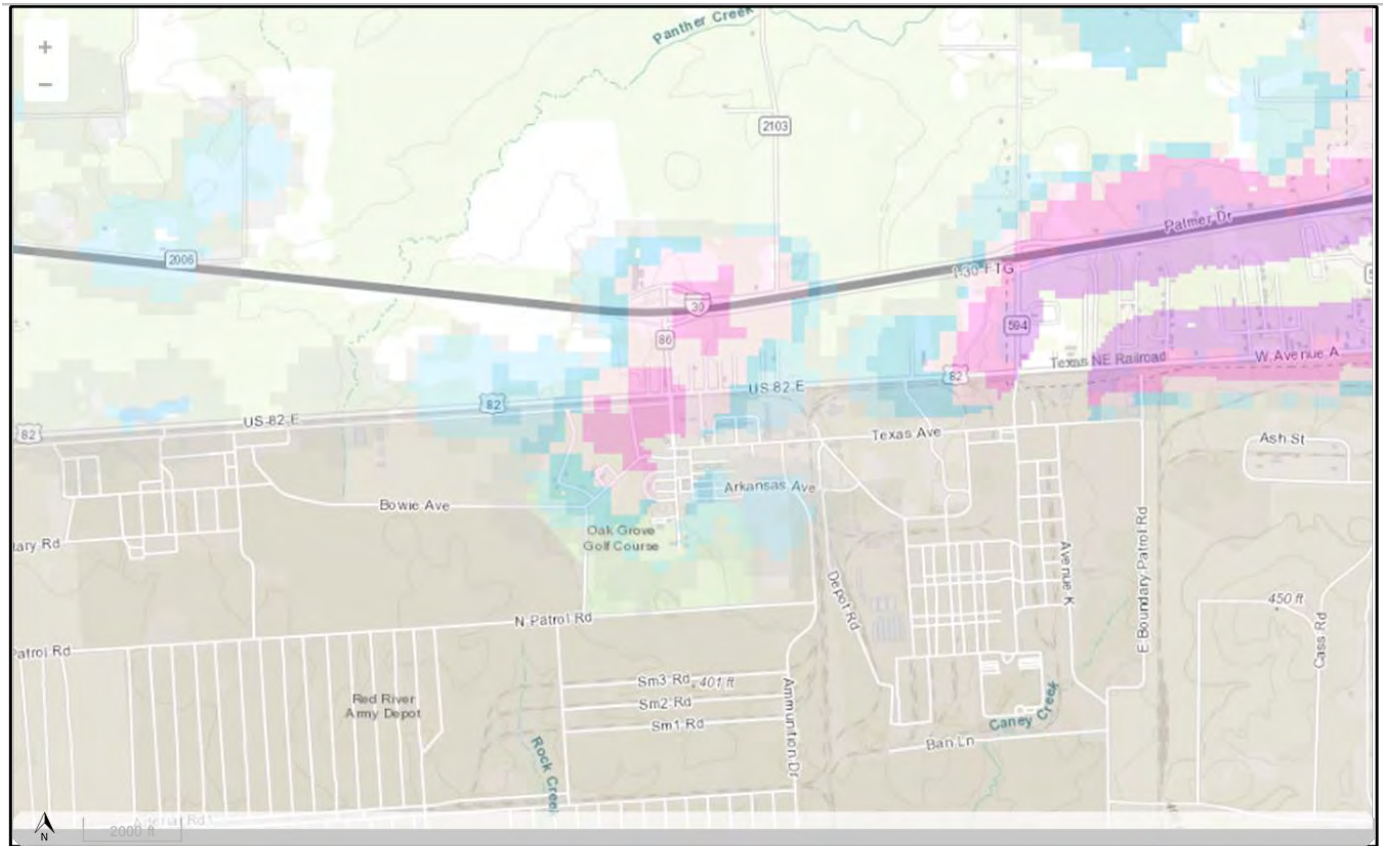 Panther Creek
+
−
2103
Palmer Dr
2006
I-30-FTG
30
594
86
Texas NE Railroad
W Avenue A
82
US-82-E
82
US-82-E
82
Texas Ave
Ash St
Arkansas Ave
Bowie Ave
Oak Grove
Golf Course
Depot Rd
Avenue K
E Boundary Patrol Rd
450 ft
Cass Rd
N Patrol Rd
Patrol Rd
Sm3 Rd
401 ft
Sm2 Rd
Sm1 Rd
Red River
Army Depot
Ammunition Dr
Caney Creek
Ban Ln
Rock Creek
N
2000 ft